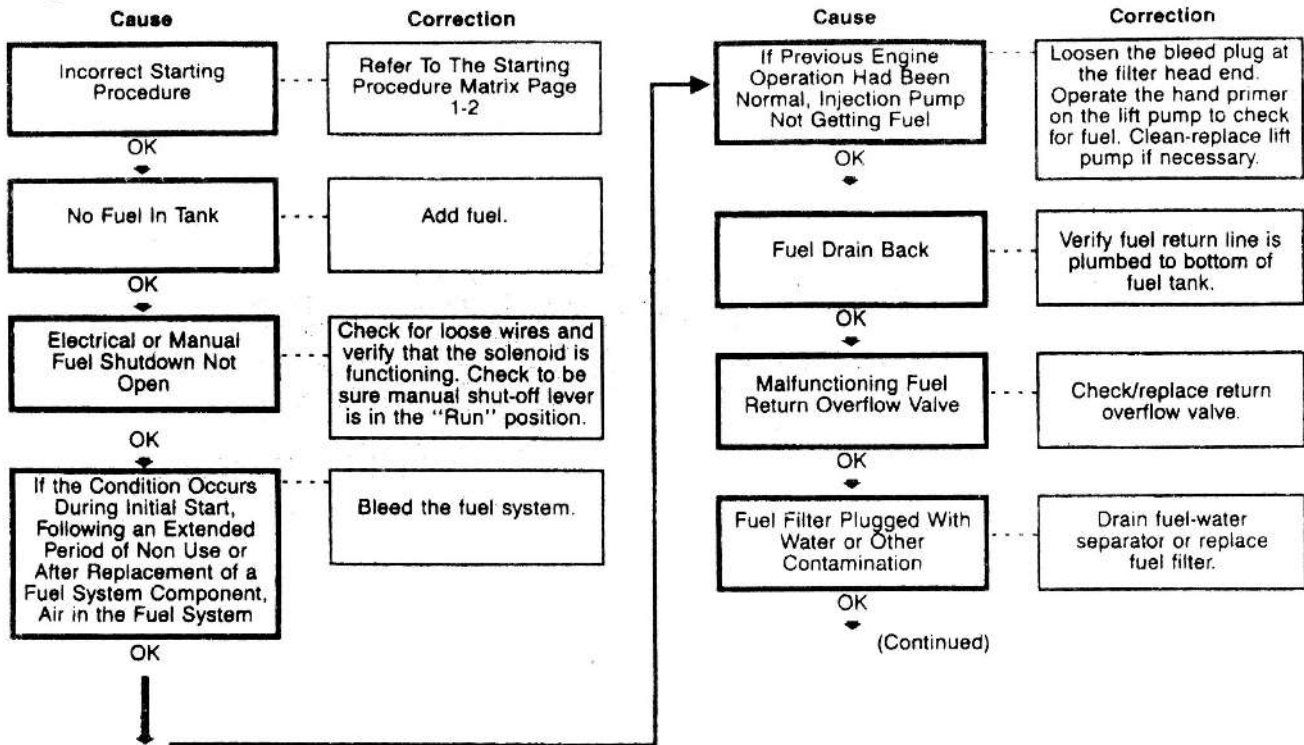 Cause
Correction
Incorrect Starting
Procedure
Refer To The Starting
Procedure Matrix Page
1-2
OK
No Fuel In Tank
Add fuel.
OK
Electrical or Manual
Fuel Shutdown Not
Open
Check for loose wires and
verify that the solenoid is
functioning. Check to be
sure manual shut-off lever
is in the "Run" position.
OK
If the Condition Occurs
During Initial Start,
Following an Extended
Period of Non Use or
After Replacement of a
Fuel System Component,
Air in the Fuel System
Bleed the fuel system.
OK
Cause
Correction
If Previous Engine
Operation Had Been
Normal, Injection Pump
Not Getting Fuel
Loosen the bleed plug at
the filter head end.
Operate the hand primer
on the lift pump to check
for fuel. Clean-replace lift
pump if necessary.
OK
Fuel Drain Back
Verify fuel return line is
plumbed to bottom of
fuel tank.
OK
Malfunctioning Fuel
Return Overflow Valve
Check/replace return
overflow valve.
OK
Fuel Filter Plugged With
Water or Other
Contamination
Drain fuel-water
separator or replace
fuel filter.
OK
(Continued)